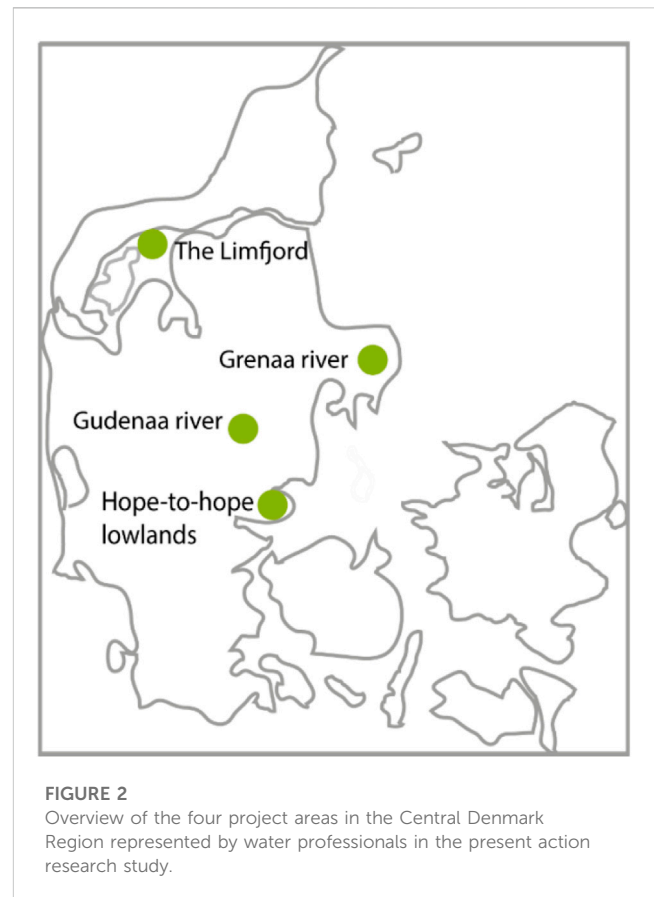 The Limfjord
Grenaa river
Gudenaa river
Hope-to-hope
lowlands
FIGURE 2
Overview of the four project areas in the Central Denmark
Region represented by water professionals in the present action
research study.